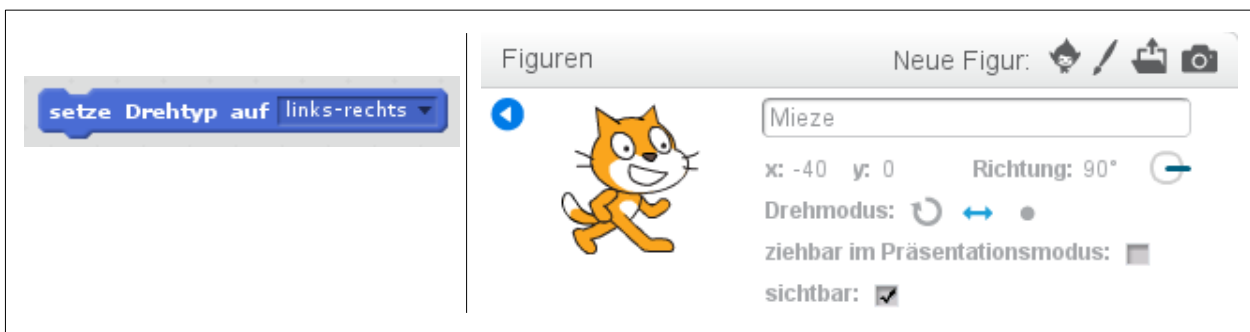 setze Drehtyp auf links-rechts
Figuren
Neue Figur:
Mieze
x: -40 y: 0 Richtung: 90°
Drehmodus:
ziehbar im Präsentationsmodus:
sichtbar: